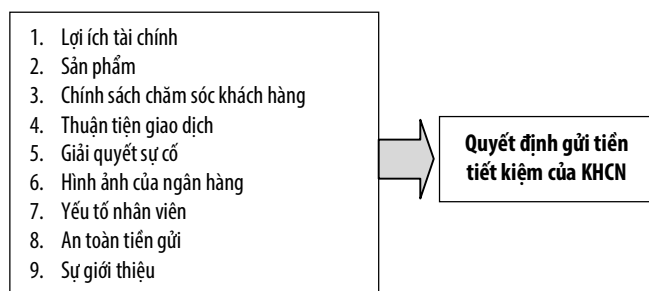 1. Lợi ích tài chính
2. Sản phẩm
3. Chính sách chăm sóc khách hàng
4. Thuận tiện giao dịch
5. Giải quyết sự cố
6. Hình ảnh của ngân hàng
7. Yếu tố nhân viên
8. An toàn tiền gửi
9. Sự giới thiệu
Quyết định gửi tiền
tiết kiệm của KHCN